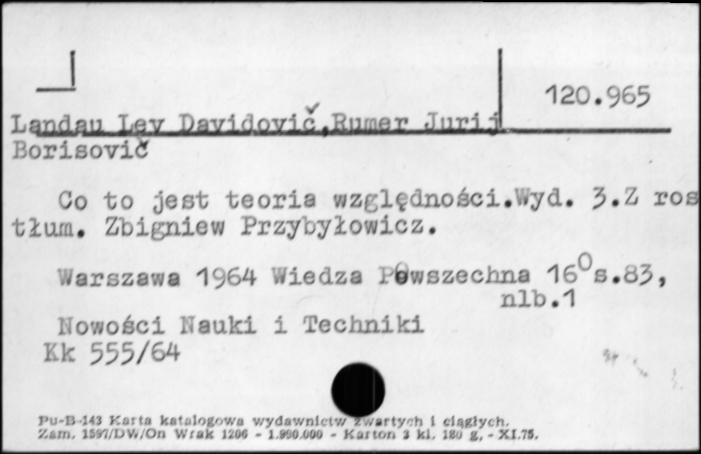 120.965
Landau Lev Davidovič,Rumer Jurij
Borisovič
Co to jest teoria względności.Wyd. 3.Z ros
tłum. Zbigniew Przybyłowicz.
Warszawa 1964 Wiedza Powszechna 16⁰s.83,
nlb.1
Nowości Nauki i Techniki
Kk 555/64
Pu-B-143 Karta katalogowa wydawnictw zwartych i ciągłych.
Zam. 1597/DW/On Wrak 1206 - 1.990.000 - Karton 3 kl. 180 g. - XI.75.